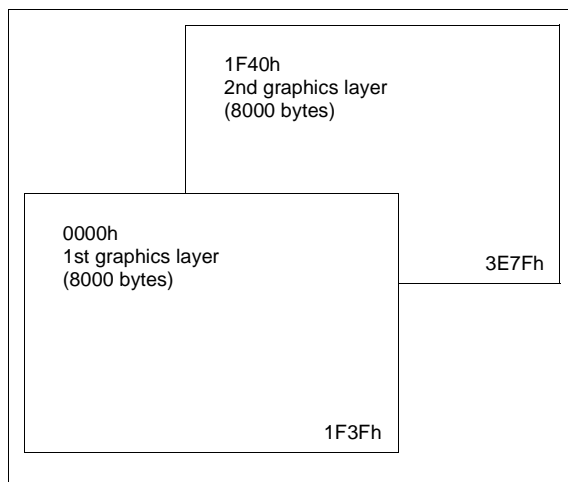 1F40h
2nd graphics layer
(8000 bytes)
3E7Fh
0000h
1st graphics layer
(8000 bytes)
1F3Fh